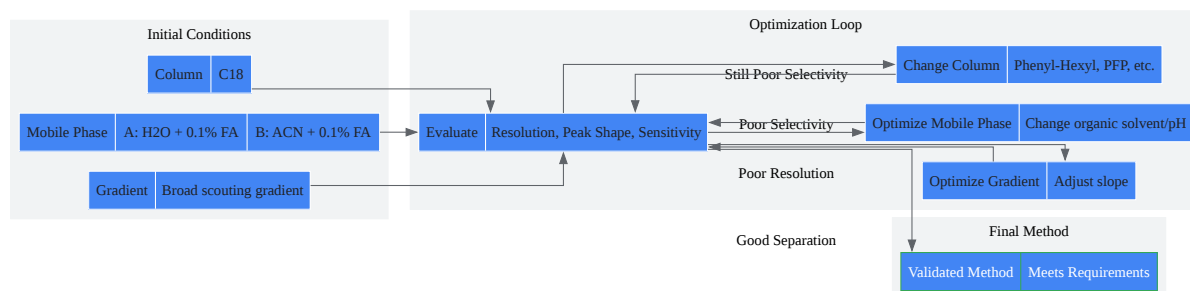 Initial Conditions
Column C18
Mobile Phase A: H2O + 0.1% FA B: ACN + 0.1% FA
Gradient Broad scouting gradient
Optimization Loop
Change Column Phenyl-Hexyl, PFP, etc.
Still Poor Selectivity
Evaluate Resolution, Peak Shape, Sensitivity
Poor Selectivity
Optimize Mobile Phase Change organic solvent/pH
Poor Resolution
Optimize Gradient Adjust slope
Good Separation
Final Method
Validated Method Meets Requirements